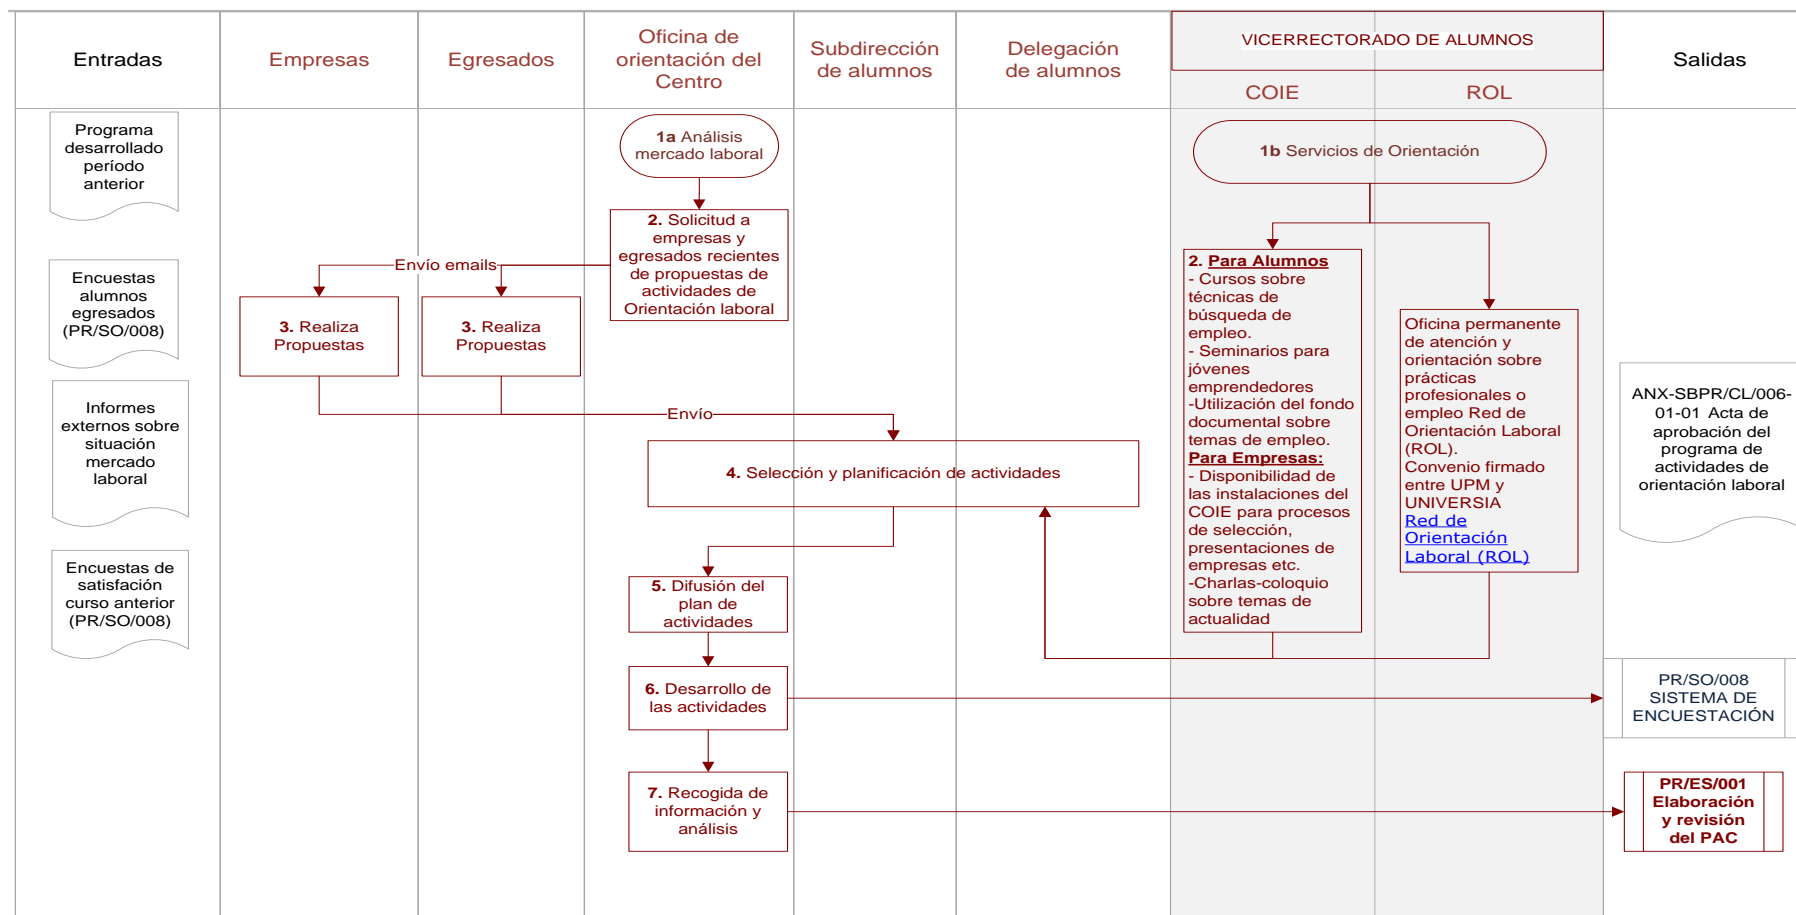 Entradas
Empresas
Egresados
Oficina de
orientación del
Centro
Subdirección
de alumnos
Delegación
de alumnos
VICERRECTORADO DE ALUMNOS
COIE
ROL
Salidas
Programa
desarrollado
período
anterior
Encuestas
alumnos
egresados
(PR/SO/008)
Informes
externos sobre
situación
mercado
laboral
Encuestas de
satisfacción
curso anterior
(PR/SO/008)
1a Análisis
mercado laboral
2. Solicitud a
empresas y
egresados recientes
de propuestas de
actividades de
Orientación laboral
Envío emails
3. Realiza
Propuestas
3. Realiza
Propuestas
Envío
4. Selección y planificación de actividades
5. Difusión del
plan de
actividades
6. Desarrollo de
las actividades
7. Recogida de
información y
análisis
1b Servicios de Orientación
2. Para Alumnos
- Cursos sobre
técnicas de
búsqueda de
empleo.
- Seminarios para
jóvenes
emprendedores
-Utilización del fondo
documental sobre
temas de empleo.
Para Empresas:
- Disponibilidad de
las instalaciones del
COIE para procesos
de selección,
presentaciones de
empresas etc.
-Charlas-coloquio
sobre temas de
actualidad
Oficina permanente
de atención y
orientación sobre
prácticas
profesionales o
empleo Red de
Orientación Laboral
(ROL).
Convenio firmado
entre UPM y
UNIVERSIA
Red de
Orientación
Laboral (ROL)
ANX-SBPR/CL/006-
01-01 Acta de
aprobación del
programa de
actividades de
orientación laboral
PR/SO/008
SISTEMA DE
ENCUESTACIÓN
PR/ES/001
Elaboración
y revisión
del PAC